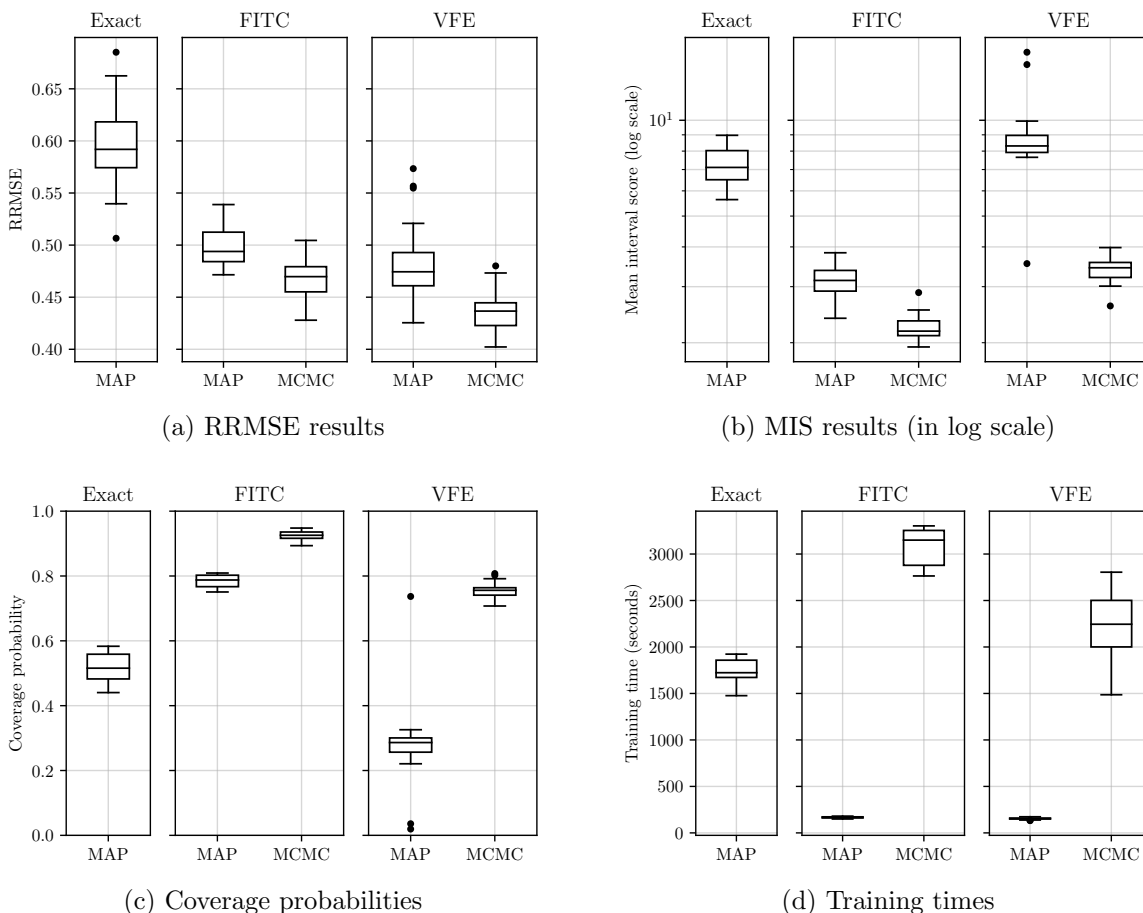 Exact FITC VFE
RRMSE
0.65
0.60
0.55
0.50
0.45
0.40
MAP MAP MCMC MAP MCMC
(a) RRMSE results
Exact FITC VFE
Mean interval score (log scale)
10¹
MAP MAP MCMC MAP MCMC
(b) MIS results (in log scale)
Exact FITC VFE
Coverage probability
1.0
0.8
0.6
0.4
0.2
0.0
MAP MAP MCMC MAP MCMC
(c) Coverage probabilities
Exact FITC VFE
Training time (seconds)
3000
2500
2000
1500
1000
500
0
MAP MAP MCMC MAP MCMC
(d) Training times